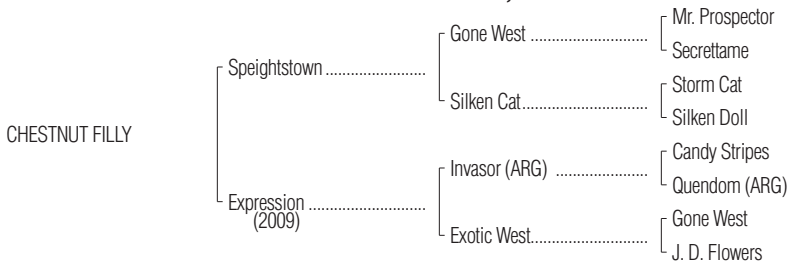 Mr. Prospector
Gone West ..............................
Secrettame
Speightstown .........................
Storm Cat
Silken Cat................................
Silken Doll
CHESTNUT FILLY
Candy Stripes
Invasor (ARG) .......................
Quendom (ARG)
Expression .............................
(2009)
Gone West
Exotic West.............................
J. D. Flowers